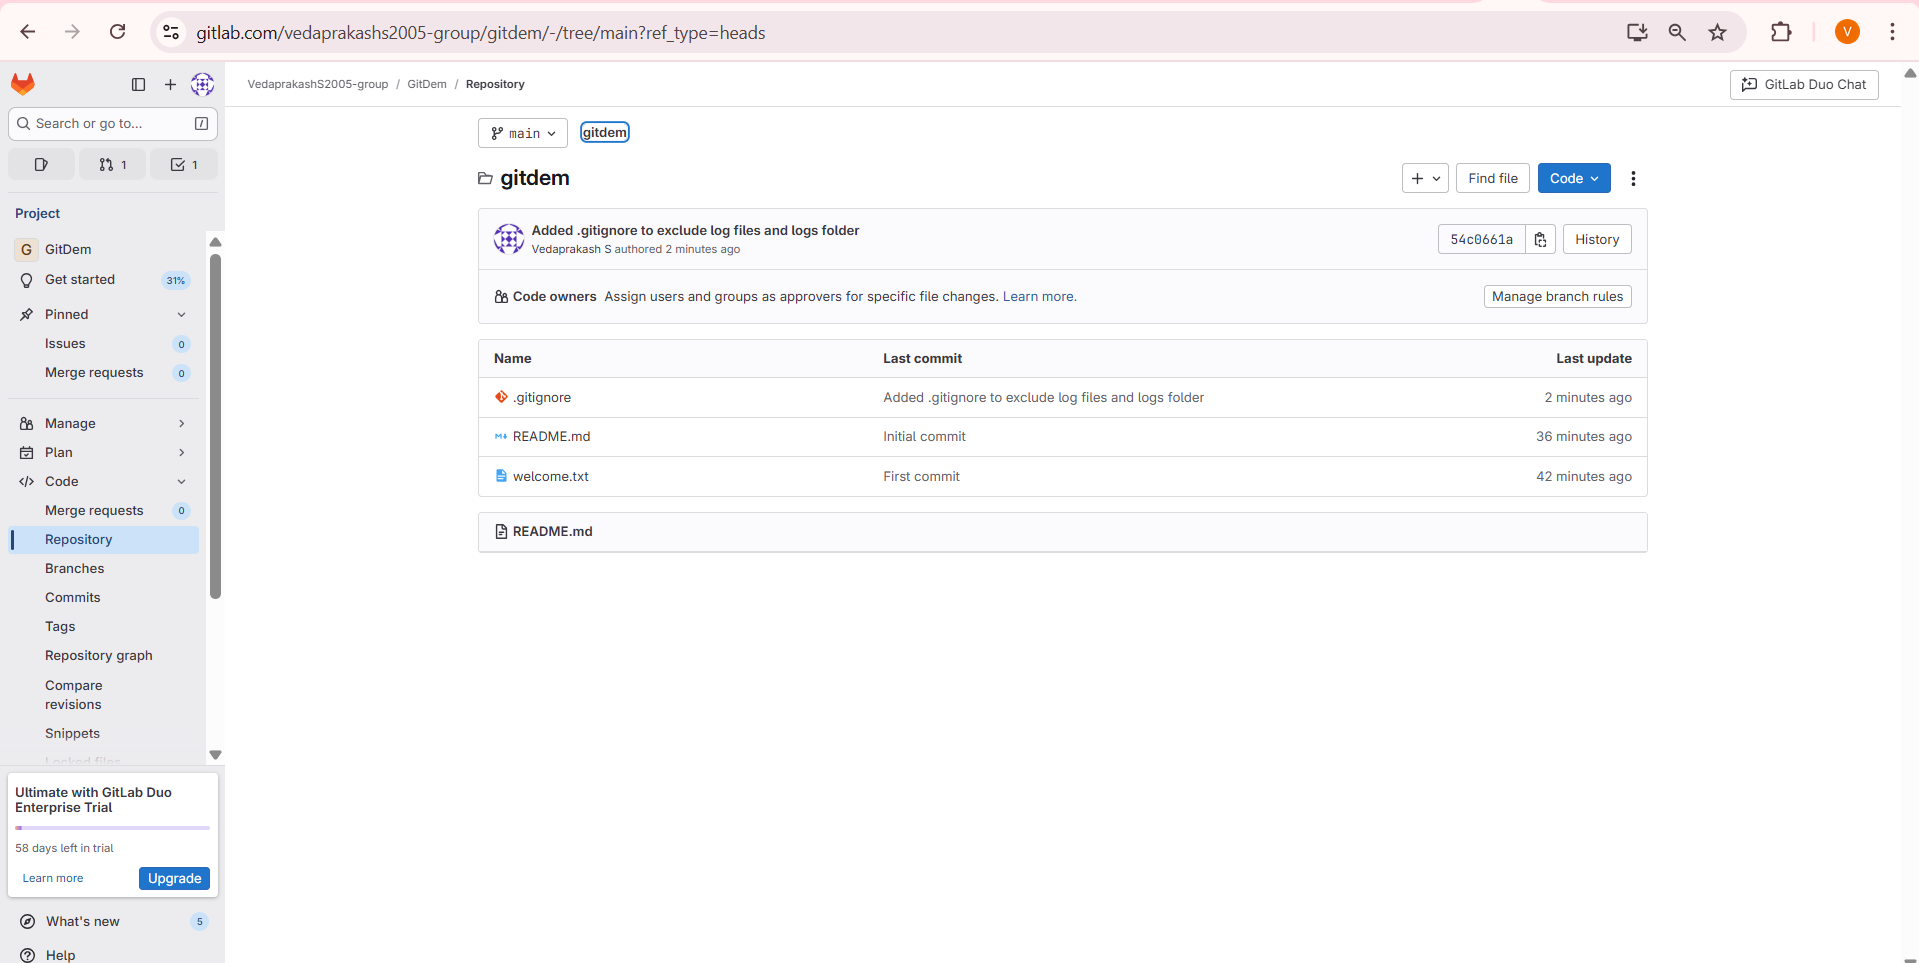 gitlab.com/vedaprakashs2005-group/gitdem/-/tree/main?ref_type=heads
V
VedaprakashS2005-group / GitDem / Repository
GitLab Duo Chat
Search or go to...
/
1
1
Project
G GitDem
Get started 31%
Pinned
Issues 0
Merge requests 0
Manage
Plan
Code
Merge requests 0
Repository
Branches
Commits
Tags
Repository graph
Compare
revisions
Snippets
Locked files
Ultimate with GitLab Duo
Enterprise Trial
58 days left in trial
Learn more
Upgrade
What's new 5
Help
main
gitdem
gitdem
Find file
Code
Added .gitignore to exclude log files and logs folder
Vedaprakash S authored 2 minutes ago
54c0661a
History
Code owners Assign users and groups as approvers for specific file changes. Learn more.
Manage branch rules
Name Last commit Last update
.gitignore Added .gitignore to exclude log files and logs folder 2 minutes ago
README.md Initial commit 36 minutes ago
welcome.txt First commit 42 minutes ago
README.md